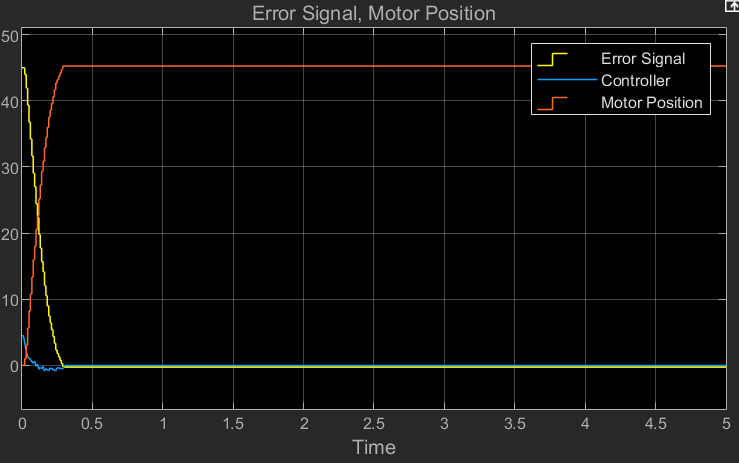 Error Signal, Motor Position
50
40
30
20
10
0
Error Signal
Controller
Motor Position
0 0.5 1 1.5 2 2.5 3 3.5 4 4.5 5
Time